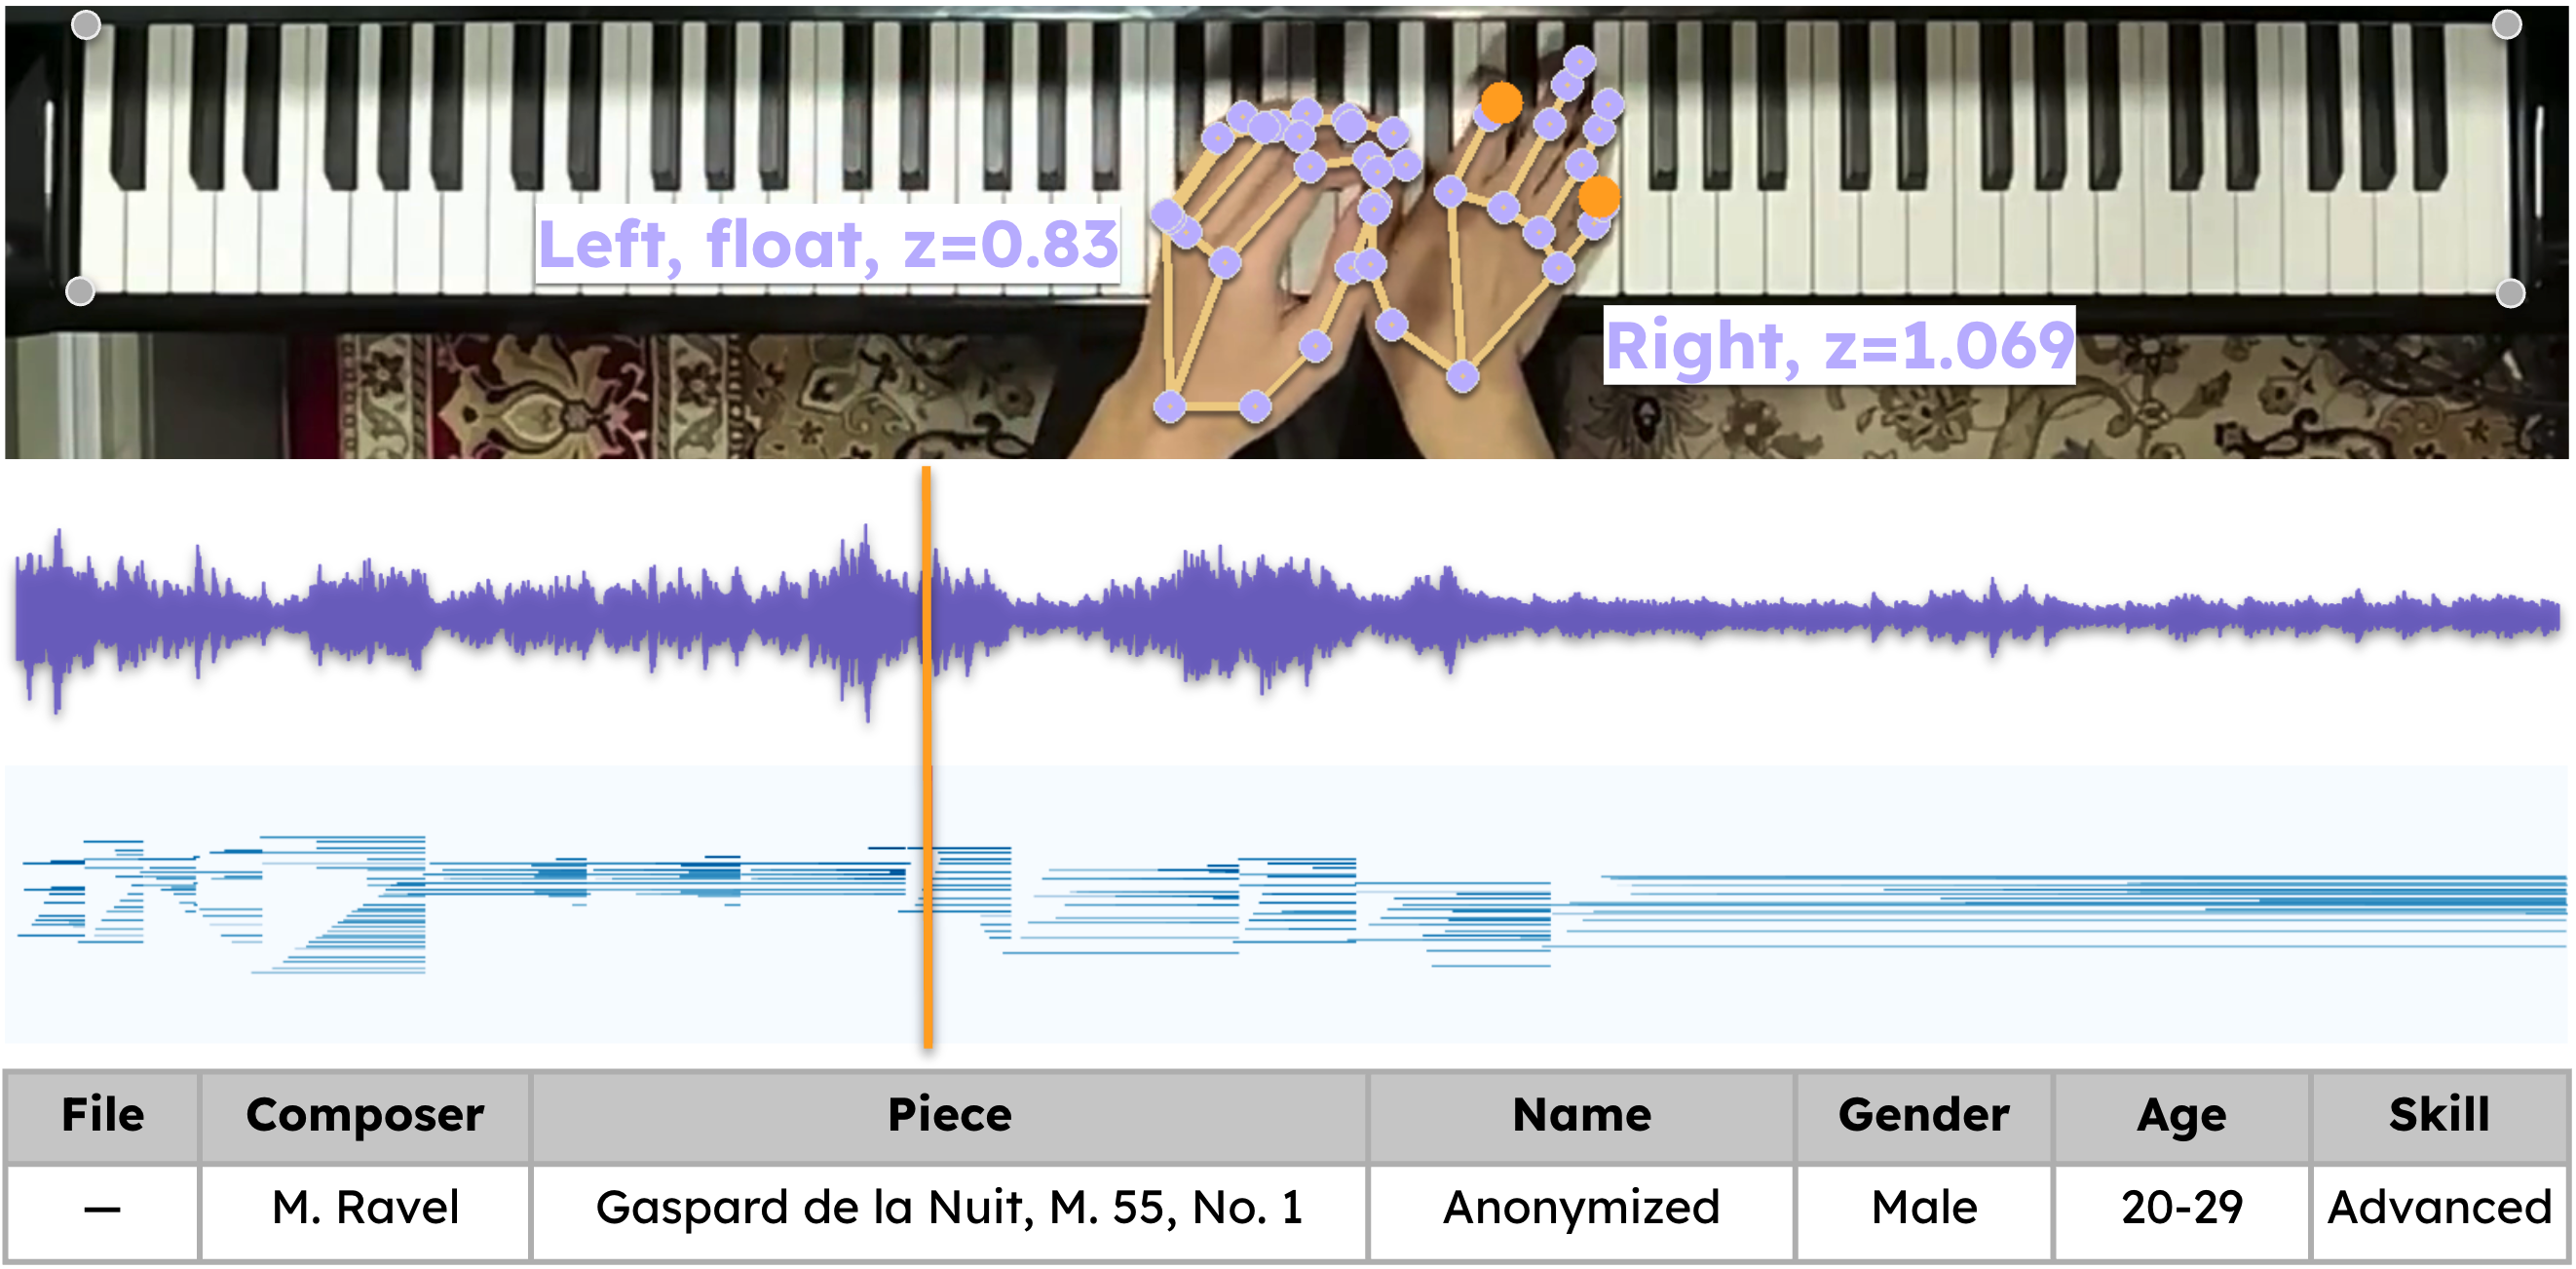 Left, float, z=0.83
Right, z=1.069
File Composer Piece Name Gender Age Skill
— M. Ravel Gaspard de la Nuit, M. 55, No. 1 Anonymized Male 20-29 Advanced